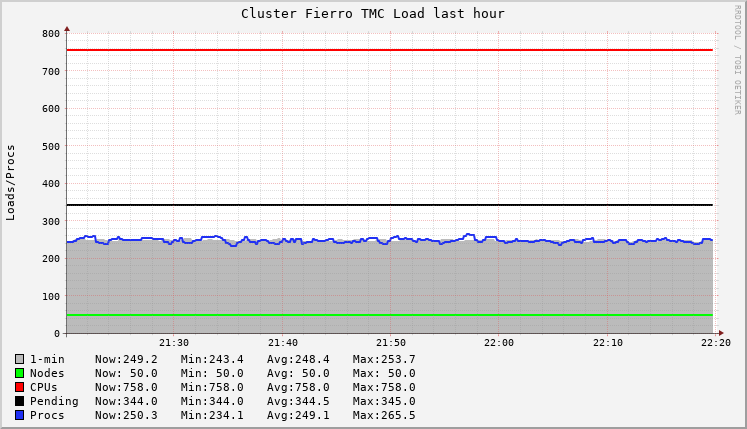 Cluster Fierro TMC Load last hour
RRDTOOL / TOBI OETIKER
Loads/Procs
800
700
600
500
400
300
200
100
0
21:30 21:40 21:50 22:00 22:10 22:20
1-min Now:249.2 Min:243.4 Avg:248.4 Max:253.7
Nodes Now: 50.0 Min: 50.0 Avg: 50.0 Max: 50.0
CPUs Now:758.0 Min:758.0 Avg:758.0 Max:758.0
Pending Now:344.0 Min:344.0 Avg:344.5 Max:345.0
Procs Now:250.3 Min:234.1 Avg:249.1 Max:265.5